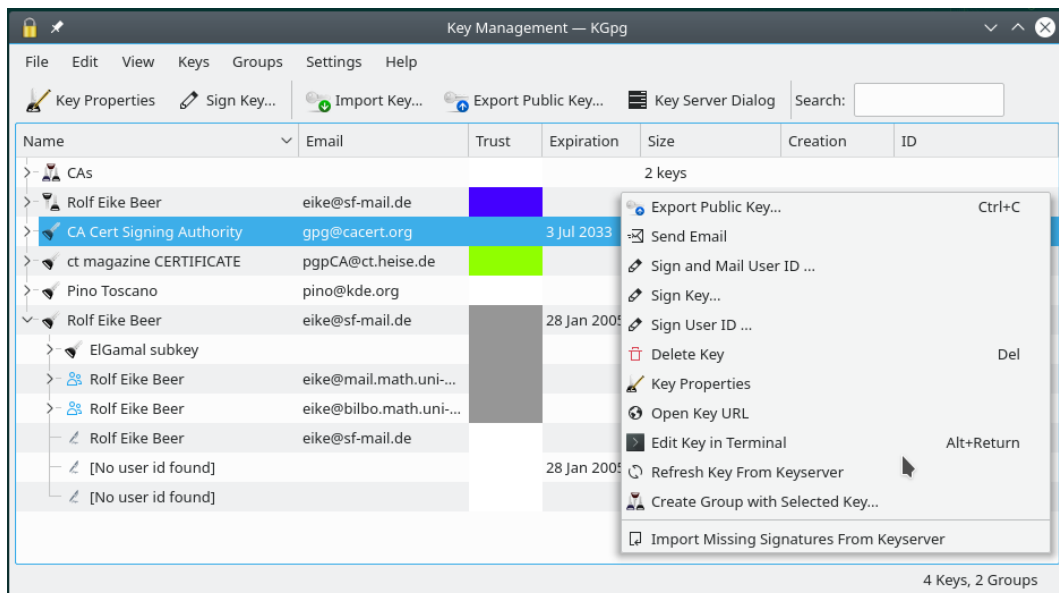 Key Management — KGpg
File Edit View Keys Groups Settings Help
Key Properties Sign Key... Import Key... Export Public Key... Key Server Dialog Search:
Name Email Trust Expiration Size Creation ID
CAs 2 keys
Rolf Eike Beer eike@sf-mail.de
CA Cert Signing Authority gpg@cacert.org 3 Jul 2033
ct magazine CERTIFICATE pgpCA@ct.heise.de
Pino Toscano pino@kde.org
Rolf Eike Beer eike@sf-mail.de 28 Jan 2005
ElGamal subkey
Rolf Eike Beer eike@mail.math.uni-...
Rolf Eike Beer eike@bilbo.math.uni-...
Rolf Eike Beer eike@sf-mail.de
[No user id found] 28 Jan 2005
[No user id found]
Export Public Key... Ctrl+C
Send Email
Sign and Mail User ID ...
Sign Key...
Sign User ID ...
Delete Key Del
Key Properties
Open Key URL
Edit Key in Terminal Alt+Return
Refresh Key From Keyserver
Create Group with Selected Key...
Import Missing Signatures From Keyserver
4 Keys, 2 Groups